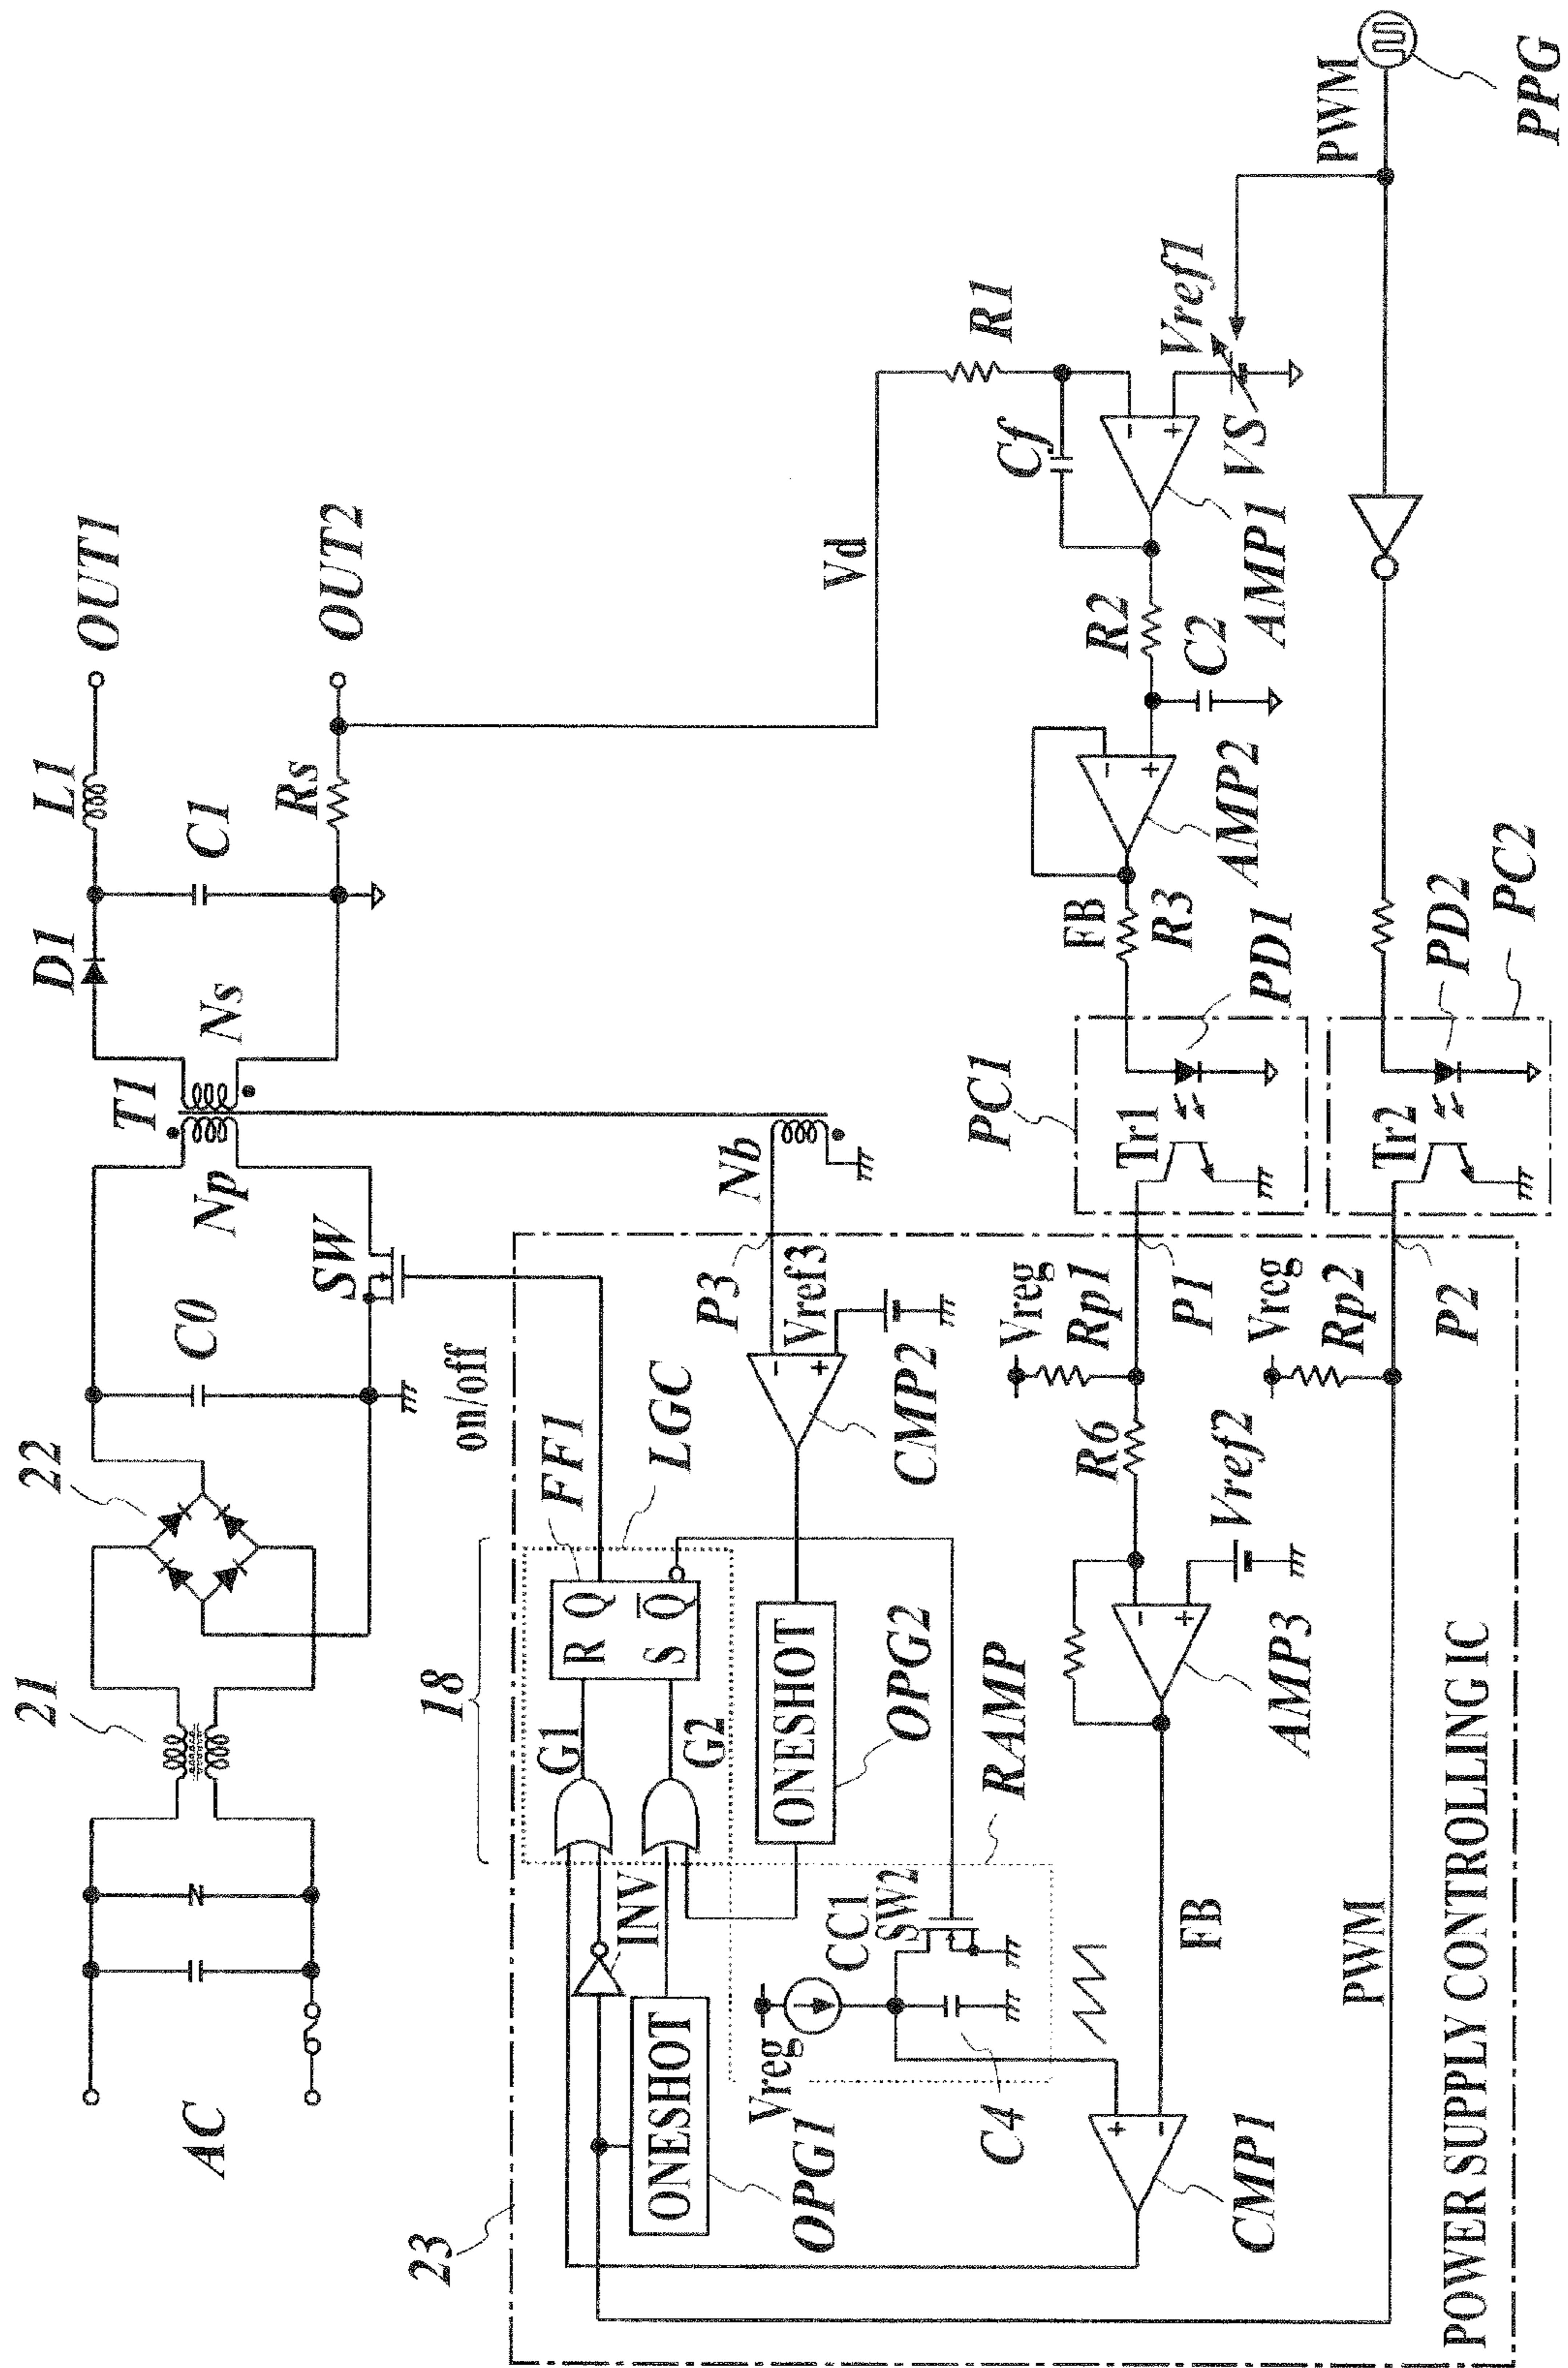 AC
21
22
C0
Np
T1
Ns
D1
L1
C1
Rs
OUT1
OUT2
SW
on/off
18
FF1
LGC
R Q
S Q̅
G1
G2
INV
ONESHOT
OPG1
ONESHOT
OPG2
P3
Nb
Vref3
-
+
CMP2
Vd
23
Vreg
CC1
SW2
C4
RAMP
+
-
CMP1
FB
PWM
-
+
AMP3
Vref2
R6
Vreg
Rp1
P1
Vreg
Rp2
P2
PC1
Tr1
PD1
Tr2
PD2
PC2
FB
R3
-
+
AMP2
R2
C2
Cf
R1
-
+
AMP1
VS
Vref1
PWM
PPG
POWER SUPPLY CONTROLLING IC